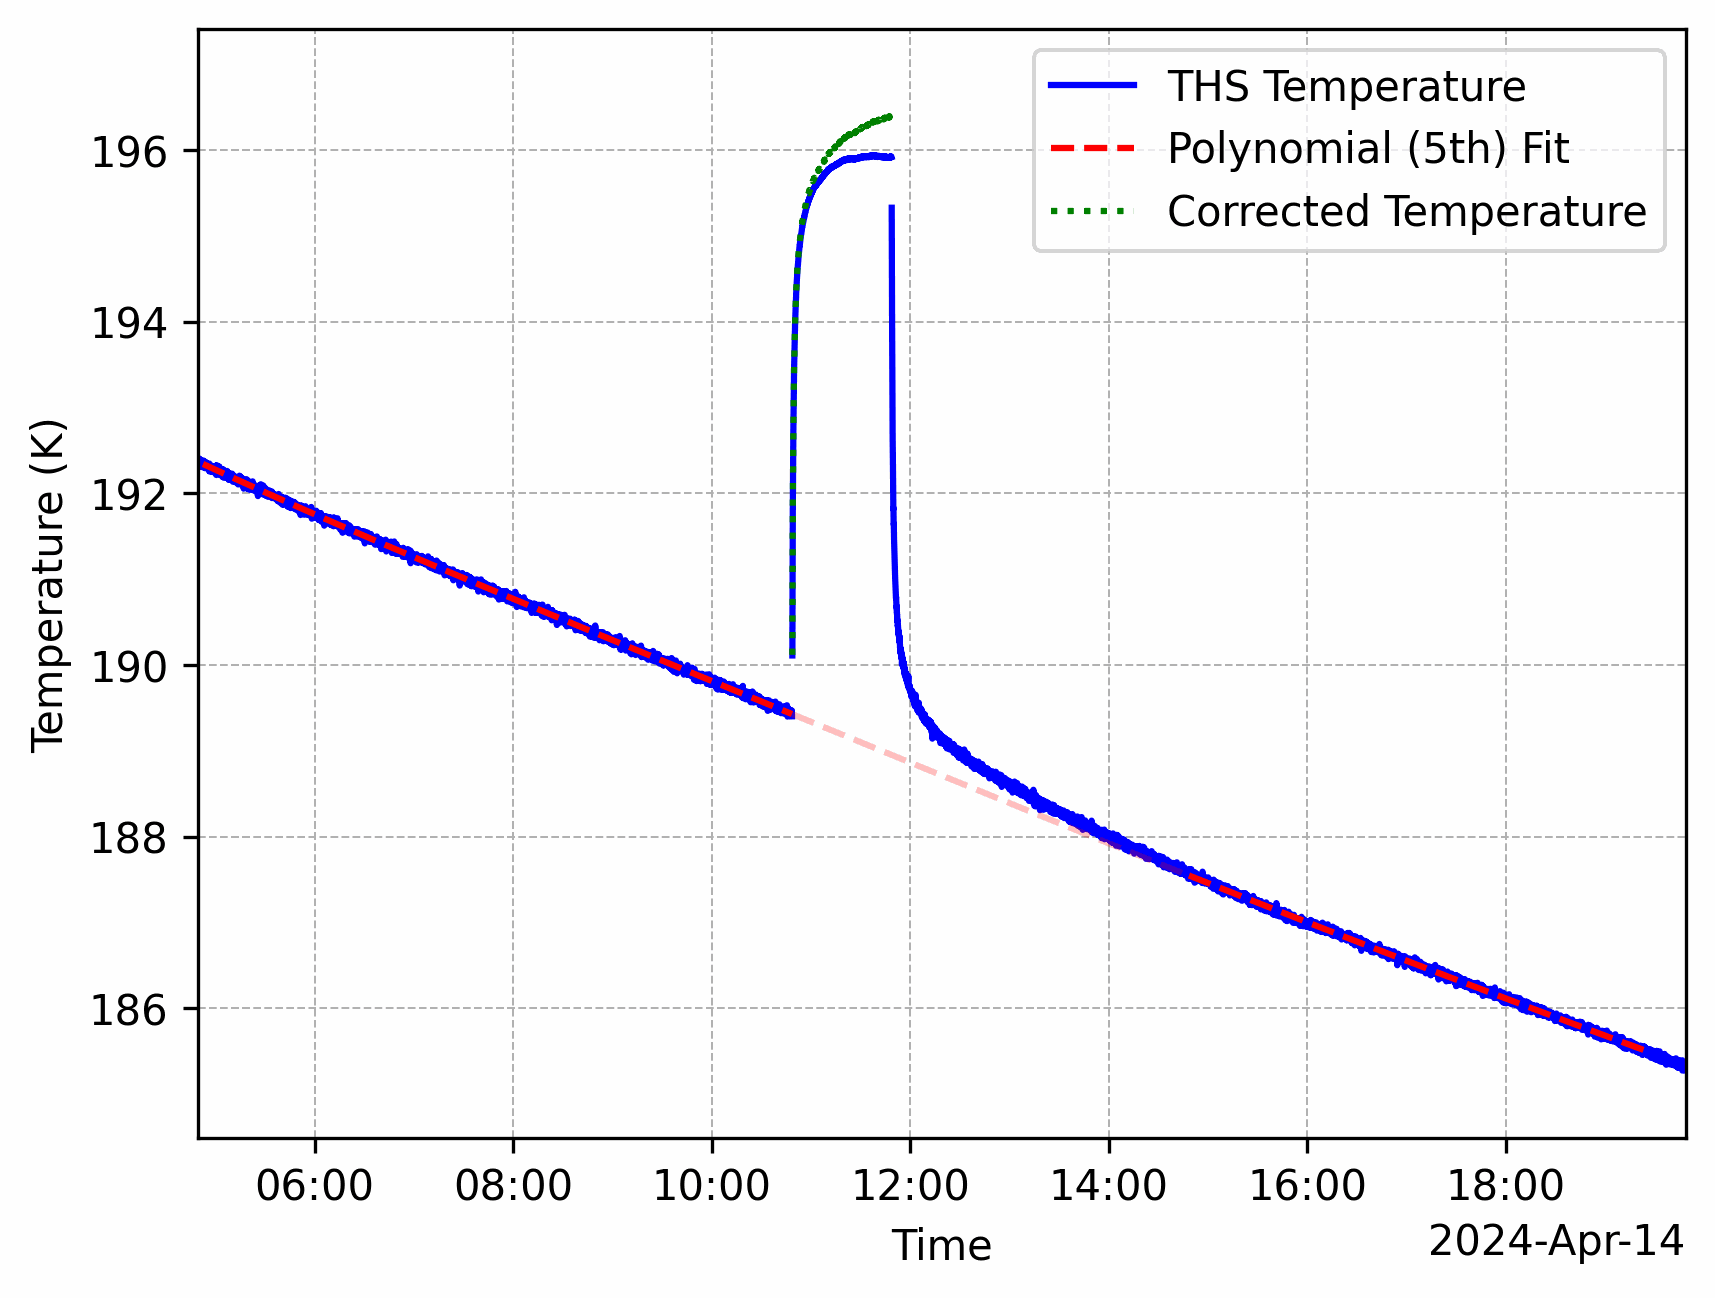 THS Temperature
Polynomial (5th) Fit
Corrected Temperature
196
194
192
190
188
186
Temperature (K)
06:00 08:00 10:00 12:00 14:00 16:00 18:00
Time
2024-Apr-14